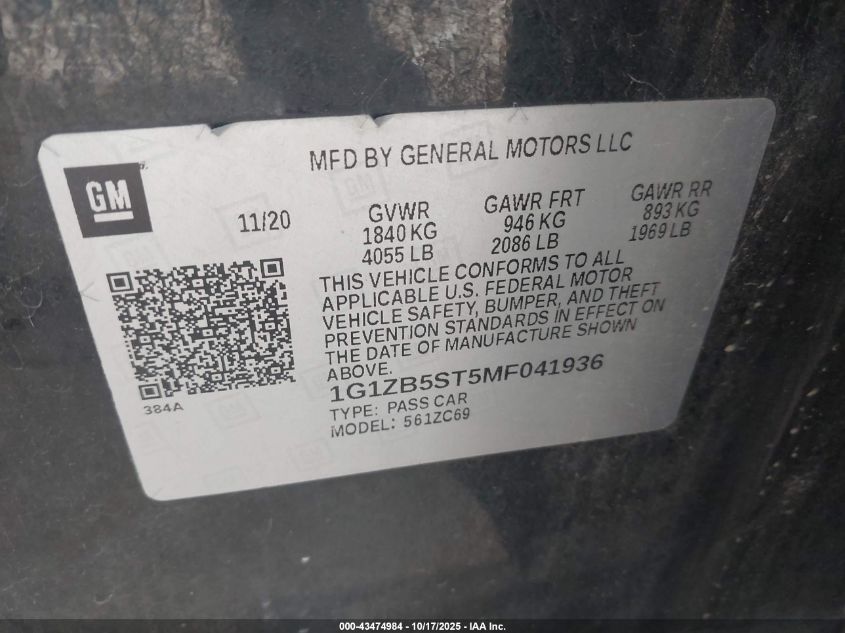 MFD BY GENERAL MOTORS LLC
GM
11/20
GVWR
1840 KG
4055 LB
GAWR FRT
946 KG
2086 LB
GAWR RR
893 KG
1969 LB
THIS VEHICLE CONFORMS TO ALL
APPLICABLE U.S. FEDERAL MOTOR
VEHICLE SAFETY, BUMPER, AND THEFT
PREVENTION STANDARDS IN EFFECT ON
THE DATE OF MANUFACTURE SHOWN
ABOVE.
1G1ZB5ST5MF041936
TYPE: PASS CAR
MODEL: 561ZC69
384A
000-43474984 - 10/17/2025 - IAA Inc.